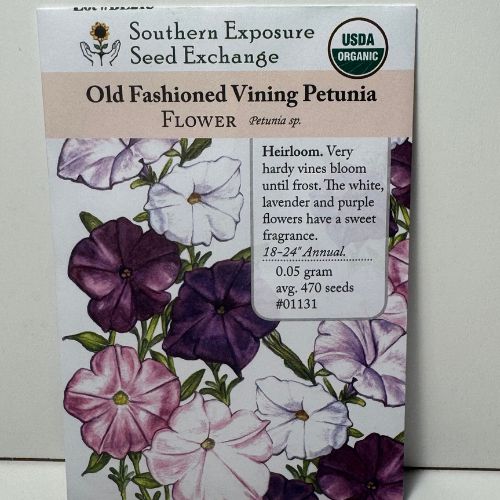 Southern Exposure
Seed Exchange
USDA
ORGANIC
Old Fashioned Vining Petunia
FLOWER Petunia sp.
Heirloom. Very
hardy vines bloom
until frost. The white,
lavender and purple
flowers have a sweet
fragrance.
18-24" Annual.
0.05 gram
avg. 470 seeds
#01131